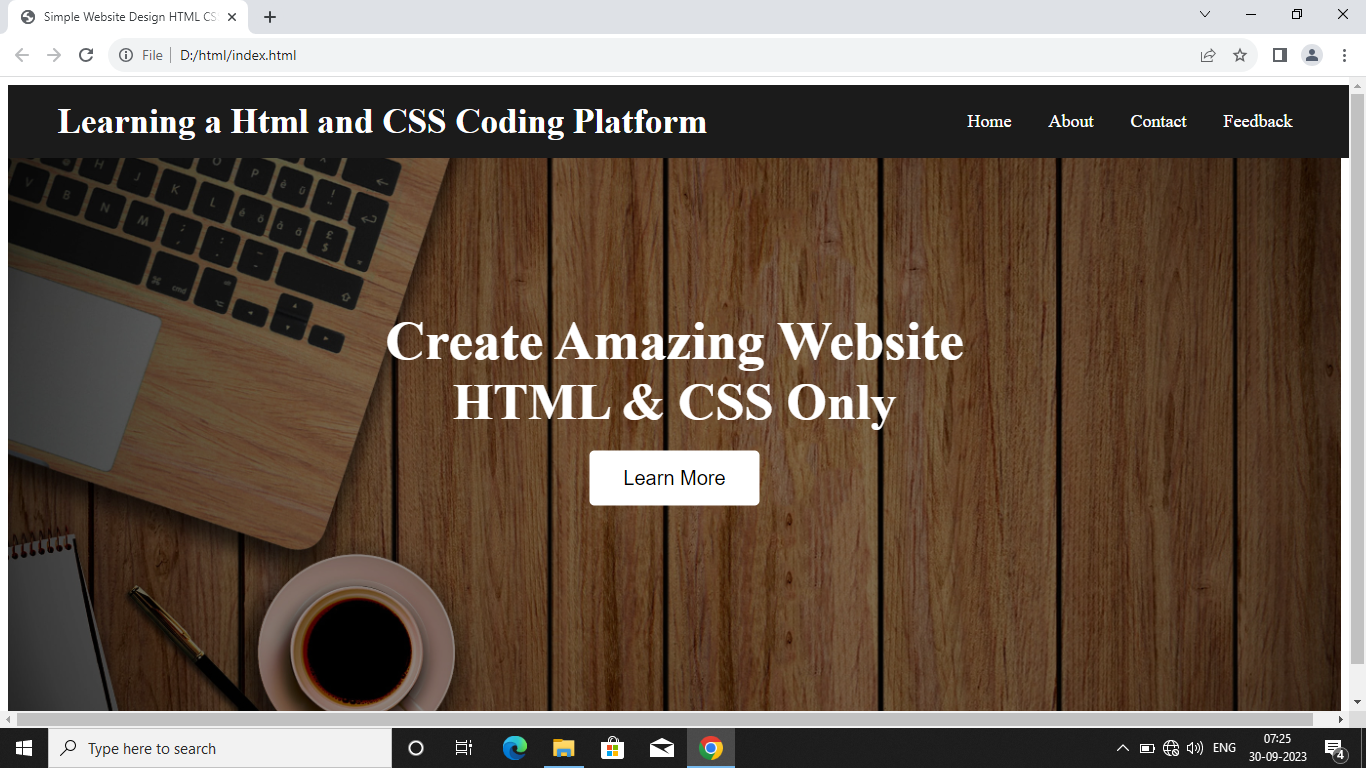 Simple Website Design HTML CS
File
D:/html/index.html
Learning a Html and CSS Coding Platform
Home
About
Contact
Feedback
Create Amazing Website
HTML & CSS Only
Learn More
Type here to search
ENG
07:25
30-09-2023
4